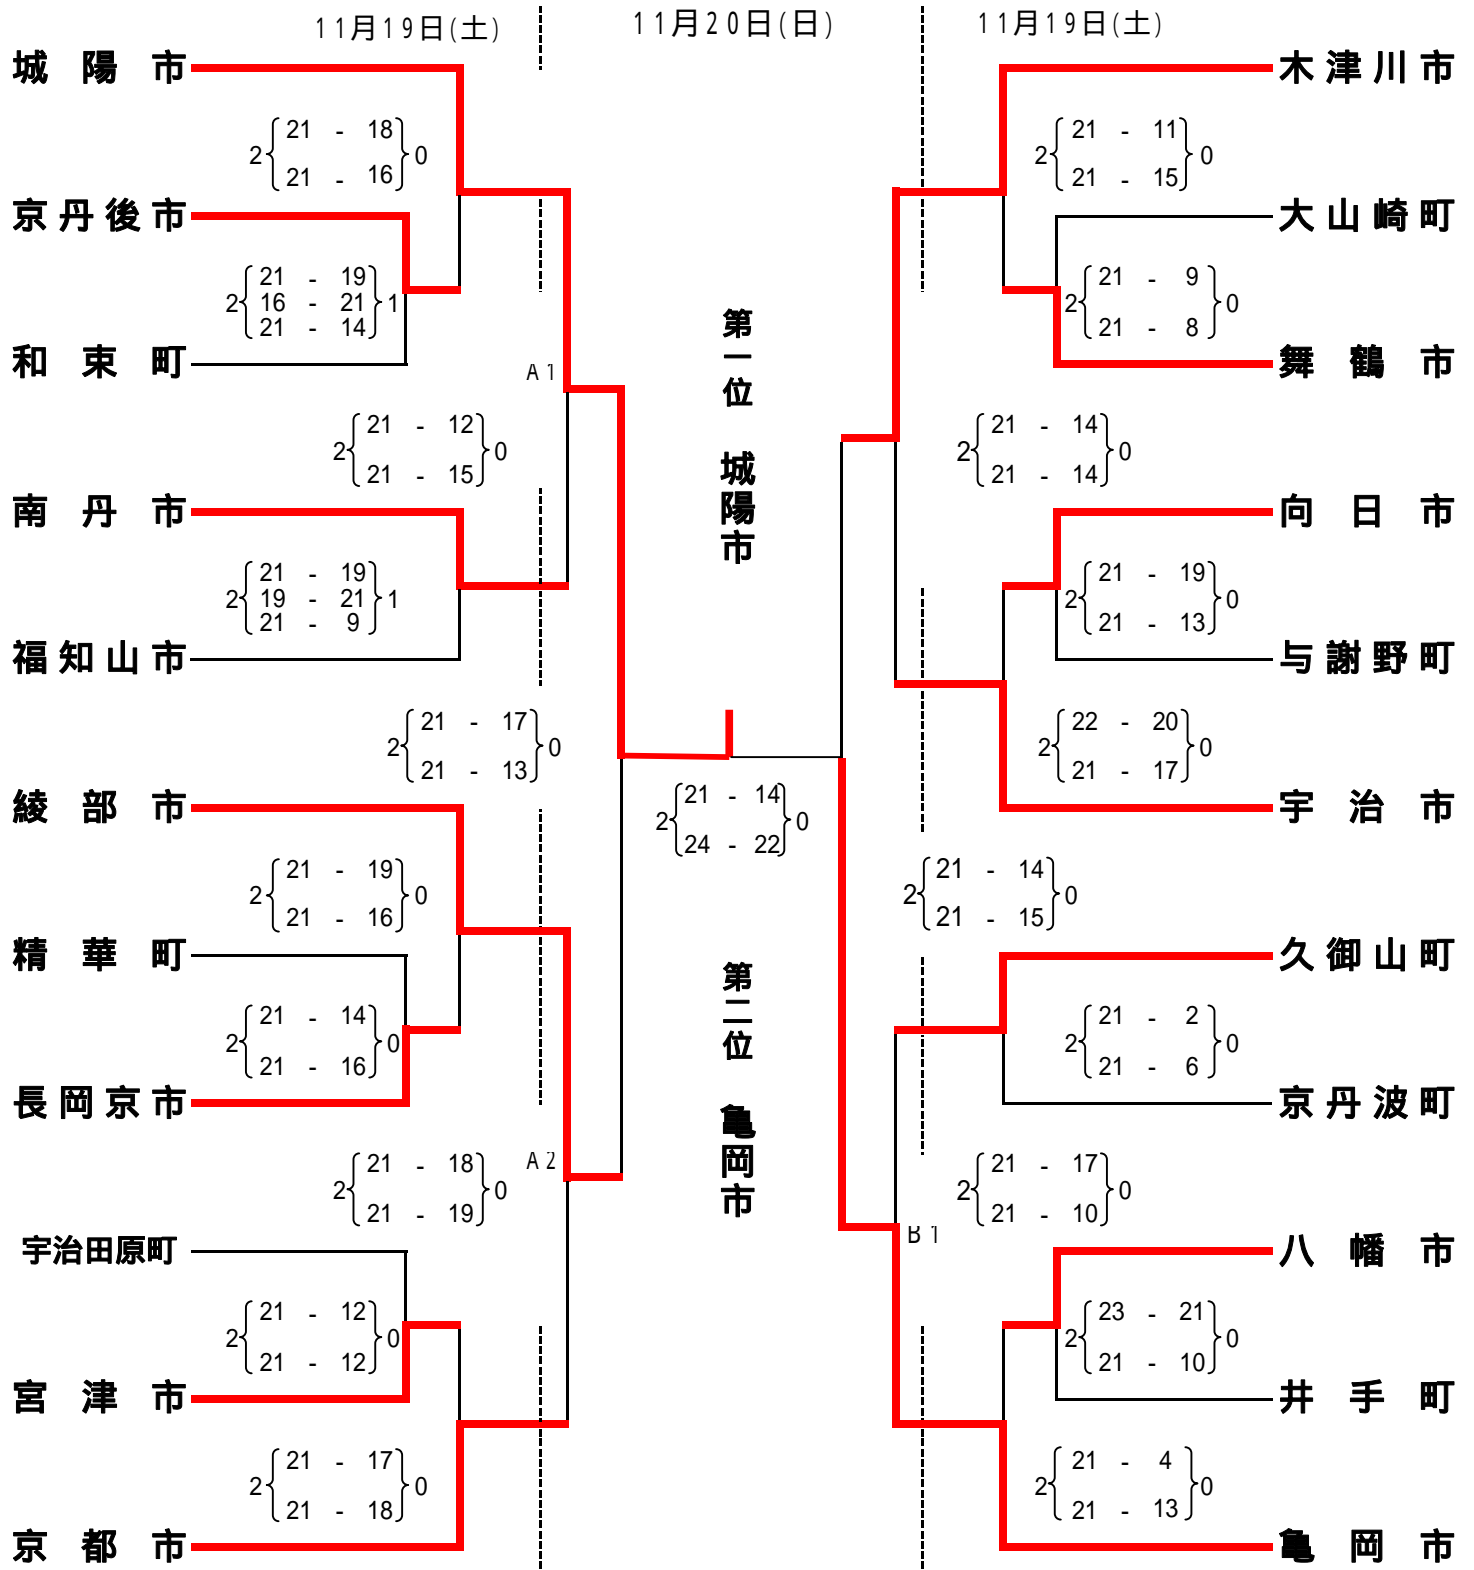 11月19日(土)
11月20日(日)
11月19日(土)
城陽市
木津川市
2 21 - 18 0
21 - 16
2 21 - 11 0
21 - 15
京丹後市
大山崎町
2 21 - 19 1
16 - 21
21 - 14
2 21 - 9 0
21 - 8
和束町
舞鶴市
第一位 城陽市
A1
2 21 - 12 0
21 - 15
2 21 - 14 0
21 - 14
南丹市
向日市
2 21 - 19 1
19 - 21
21 - 9
2 21 - 19 0
21 - 13
福知山市
与謝野町
2 21 - 17 0
21 - 13
2 22 - 20 0
21 - 17
綾部市
宇治市
2 21 - 14 0
24 - 22
2 21 - 19 0
21 - 16
2 21 - 14 0
21 - 15
精華町
久御山町
第二位 亀岡市
2 21 - 14 0
21 - 16
2 21 - 2 0
21 - 6
長岡京市
京丹波町
A2
2 21 - 18 0
21 - 19
2 21 - 17 0
21 - 10
B1
宇治田原町
八幡市
2 21 - 12 0
21 - 12
2 23 - 21 0
21 - 10
宮津市
井手町
2 21 - 17 0
21 - 18
2 21 - 4 0
21 - 13
京都市
亀岡市